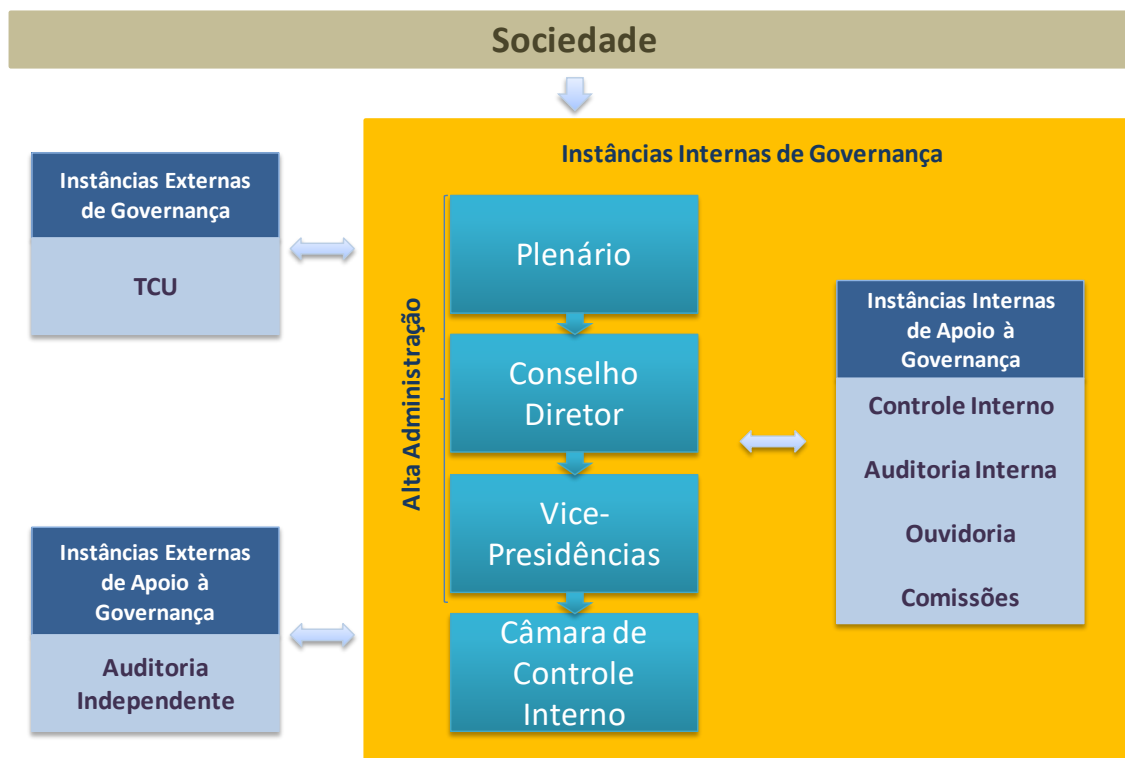 Sociedade
Instâncias Externas
de Governança
TCU
Instâncias Externas
de Apoio à
Governança
Auditoria
Independente
Instâncias Internas de Governança
Alta Administração
Plenário
Conselho
Diretor
Vice-
Presidências
Câmara de
Controle
Interno
Instâncias Internas
de Apoio à
Governança
Controle Interno
Auditoria Interna
Ouvidoria
Comissões